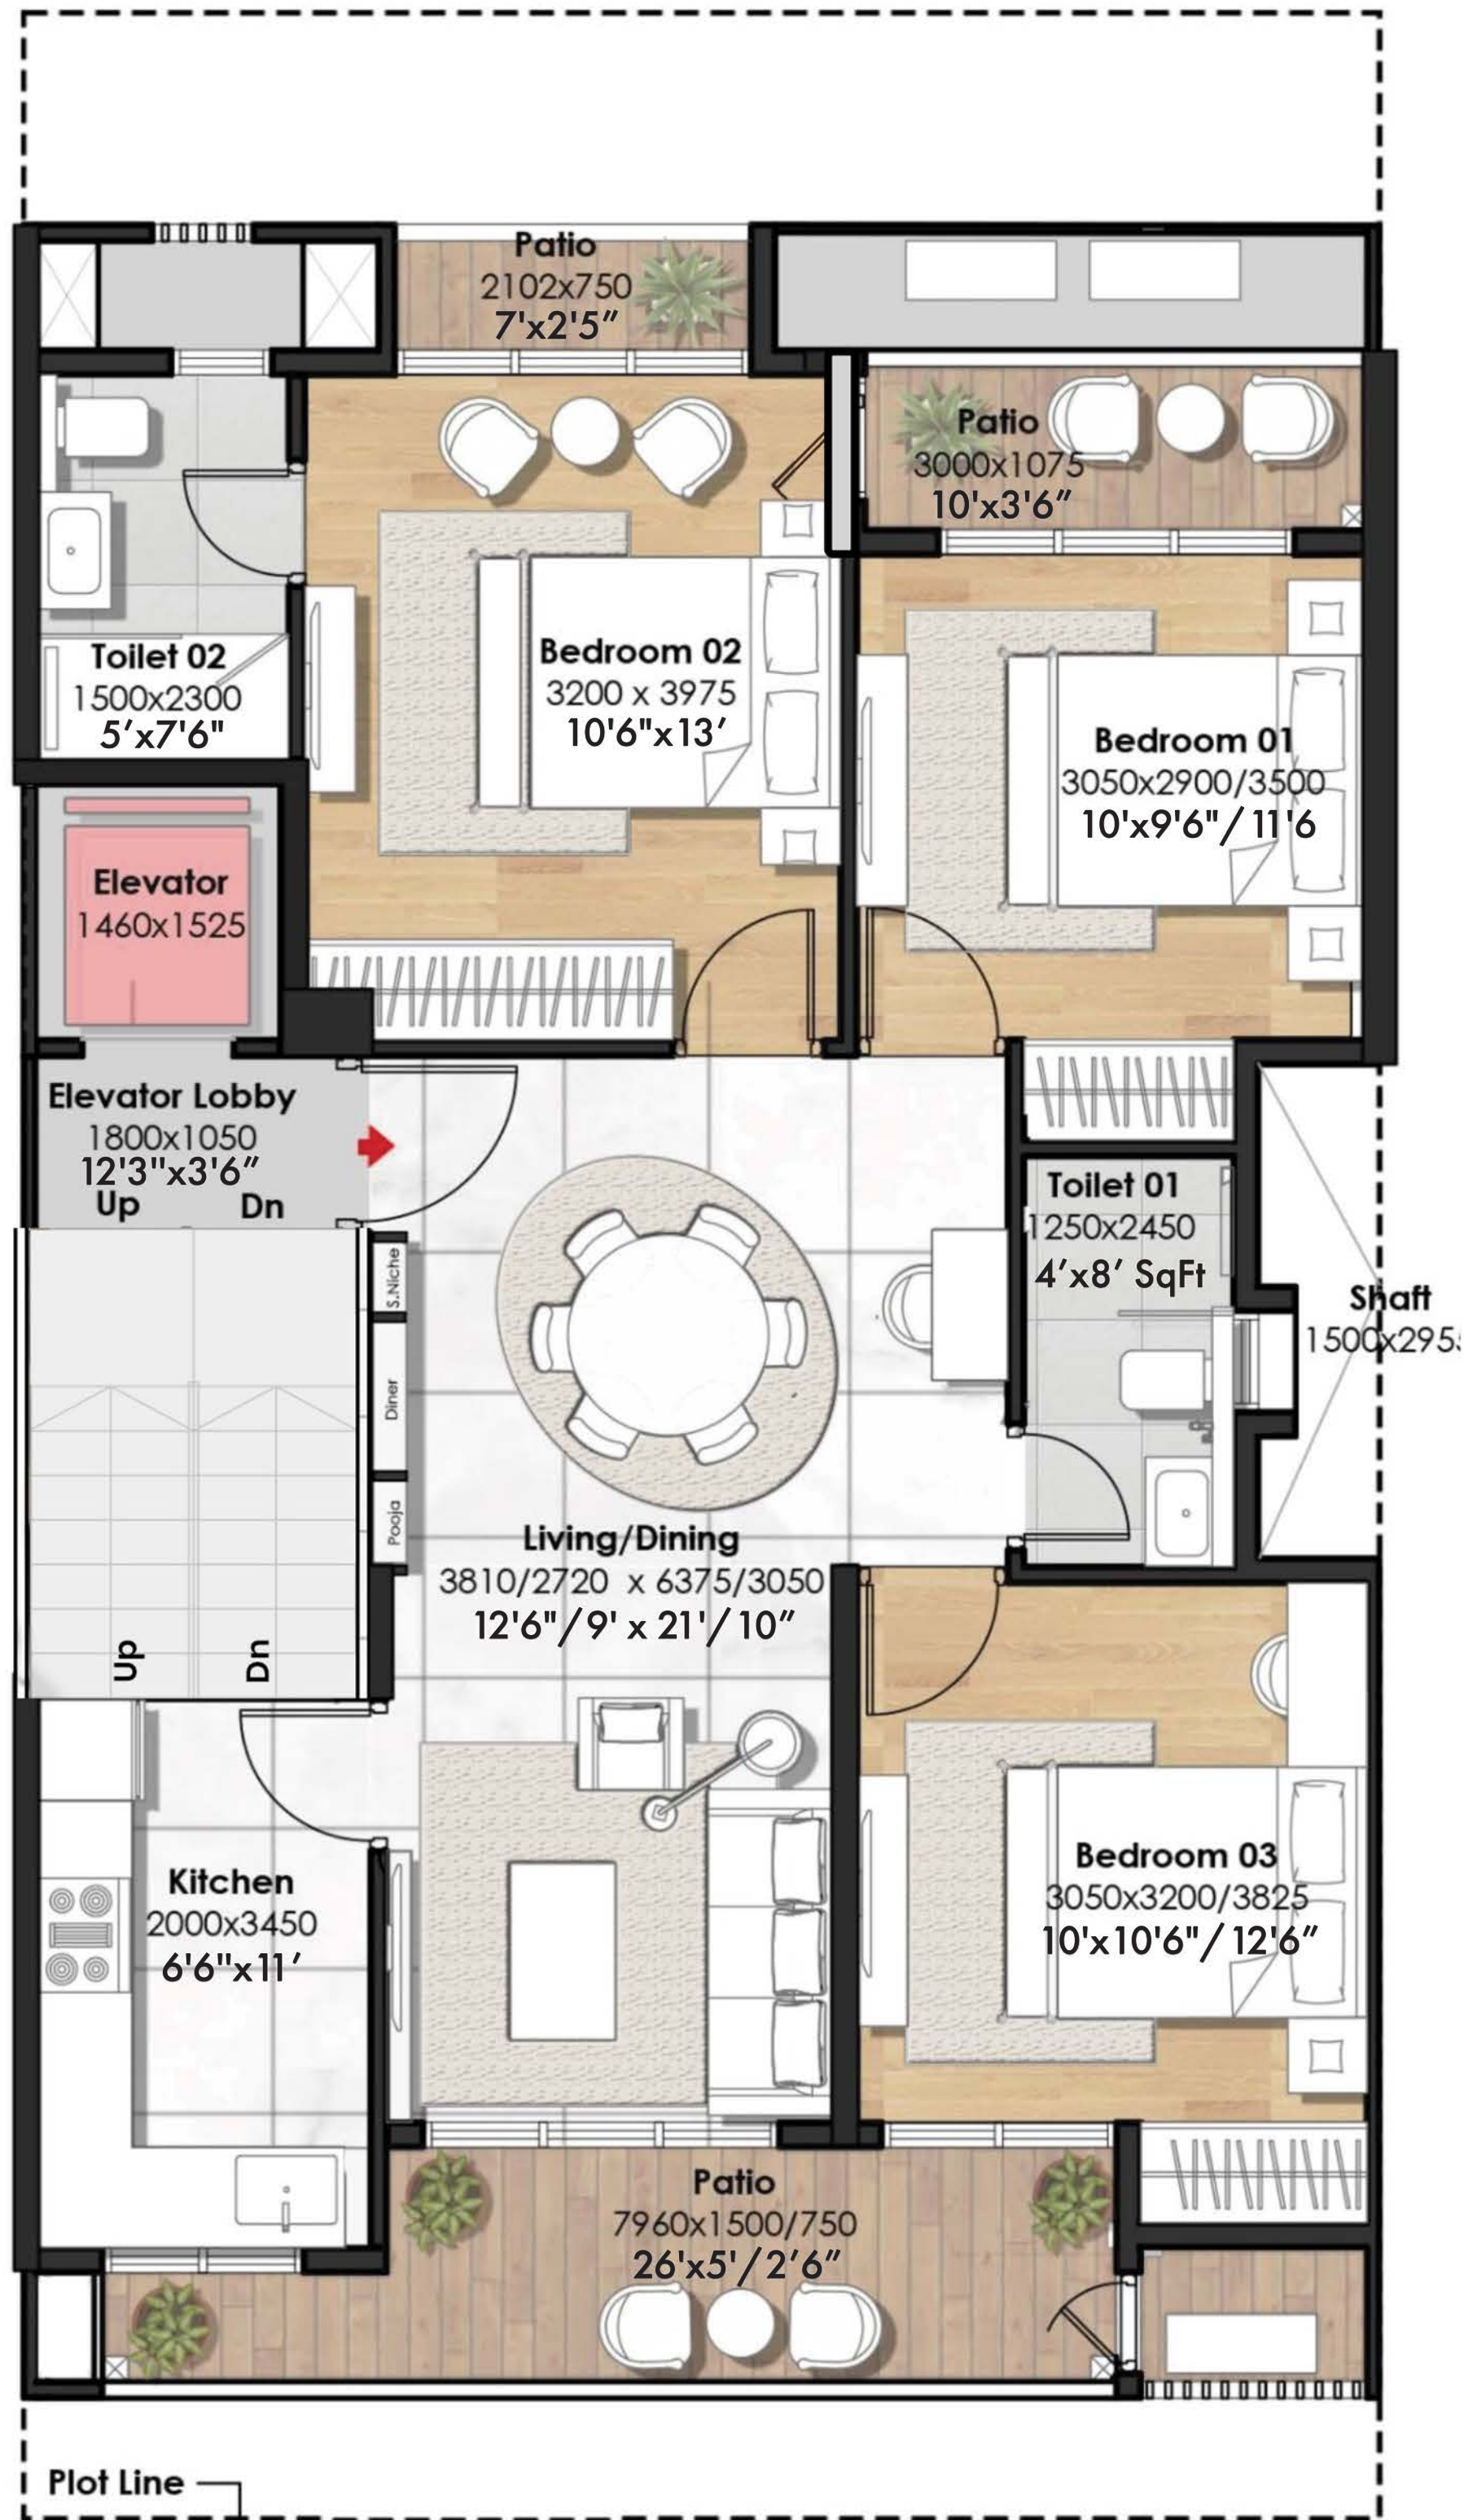 Patio
2102x750
7'x2'5”
Patio
3000x1075
10'x3'6”
Toilet 02
1500x2300
5’x7'6"
Bedroom 02
3200 x 3975
10'6"x13’
Bedroom 01
3050x2900/3500
10'x9'6"/11'6
Elevator
1460x1525
Elevator Lobby
1800x1050
12'3"x3'6”
Up Dn
Toilet 01
1250x2450
4’x8’ SqFt
S.Niche
Diner
Pooja
Shaft
1500x295
Living/Dining
3810/2720 x 6375/3050
12'6"/9' x 21'/10”
Up Dn
Kitchen
2000x3450
6'6"x11’
Bedroom 03
3050x3200/3825
10'x10'6"/12'6”
Patio
7960x1500/750
26'x5'/2’6”
Plot Line